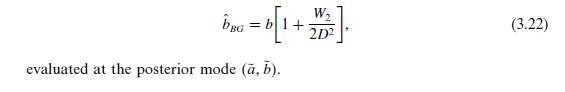 b̂_BG = b[1 + W₂/2D²], (3.22)
evaluated at the posterior mode (ã, b̃).